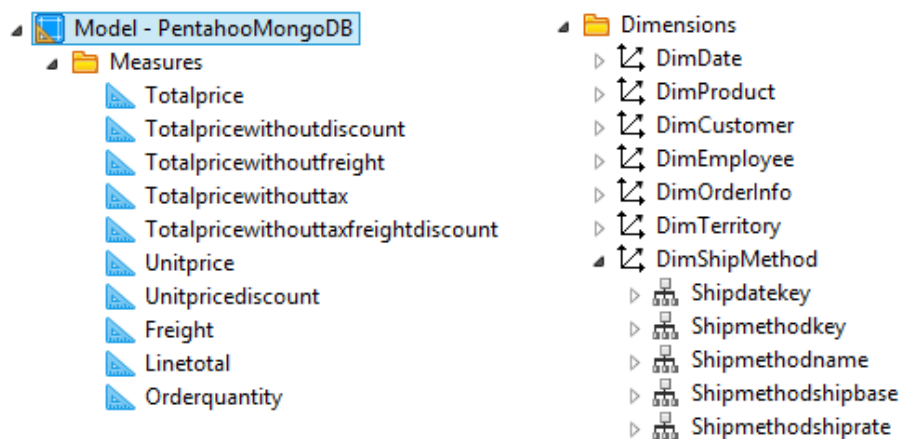 Model - PentahooMongoDB
Measures
Totalprice
Totalpricewithoutdiscount
Totalpricewithoutfreight
Totalpricewithouttax
Totalpricewithouttaxfreightdiscount
Unitprice
Unitpricediscount
Freight
Linetotal
Orderquantity
Dimensions
DimDate
DimProduct
DimCustomer
DimEmployee
DimOrderInfo
DimTerritory
DimShipMethod
Shipdatekey
Shipmethodkey
Shipmethodname
Shipmethodshipbase
Shipmethodshiprate